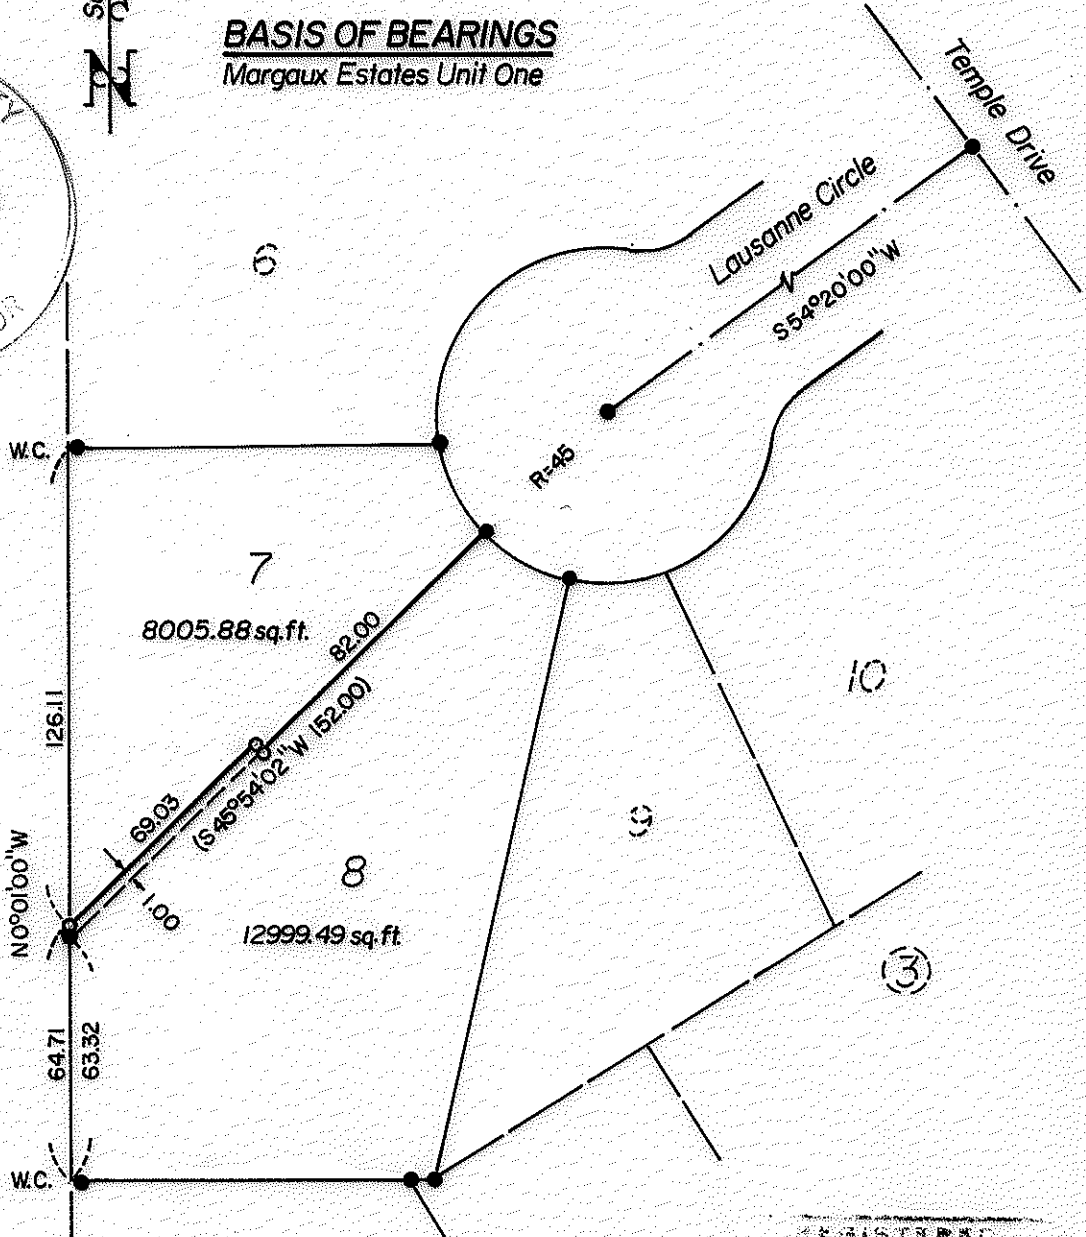 BASIS OF BEARINGS
Margaux Estates Unit One
N
Temple Drive
Lausanne Circle
S 54°20'00"W
6
W.C.
R=45
7
8005.88 sq.ft.
82.00
(S 45°54'02"W 152.00)
126.11
69.03
1.00
10
9
8
12999.49 sq.ft.
N0°01'00"W
3
64.71
63.32
W.C.